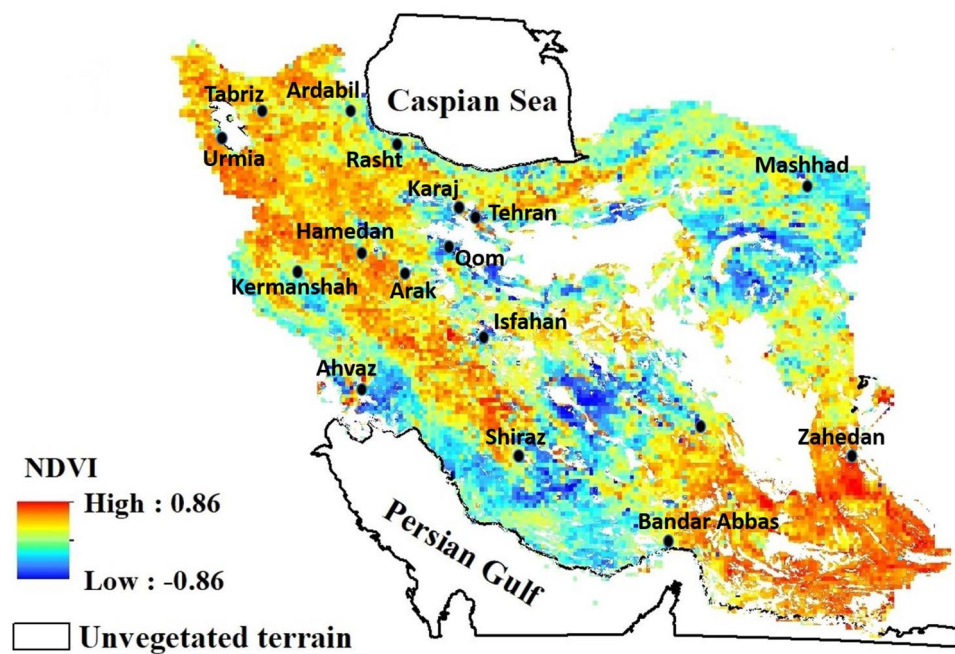 Caspian Sea
Tabriz
Ardabil
Urmia
Rasht
Mashhad
Karaj
Tehran
Hamedan
Qom
Kermanshah
Arak
Isfahan
Ahvaz
Shiraz
Zahedan
NDVI
High : 0.86
Low : -0.86
Bandar Abbas
Persian Gulf
Unvegetated terrain